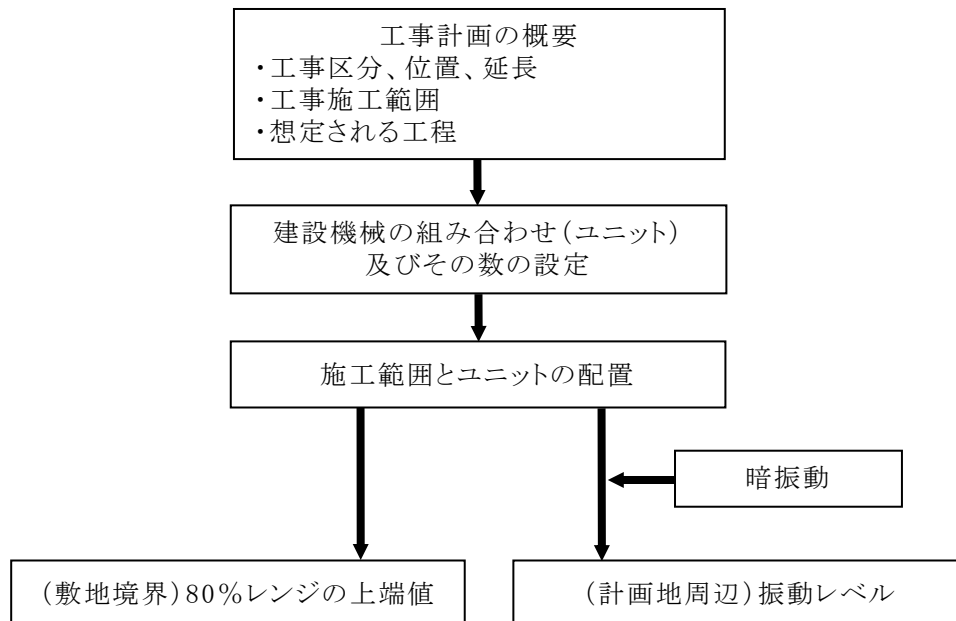 工事計画の概要
・工事区分、位置、延長
・工事施工範囲
・想定される工程
建設機械の組み合わせ(ユニット)
及びその数の設定
施工範囲とユニットの配置
暗振動
(敷地境界)80%レンジの上端値
(計画地周辺)振動レベル